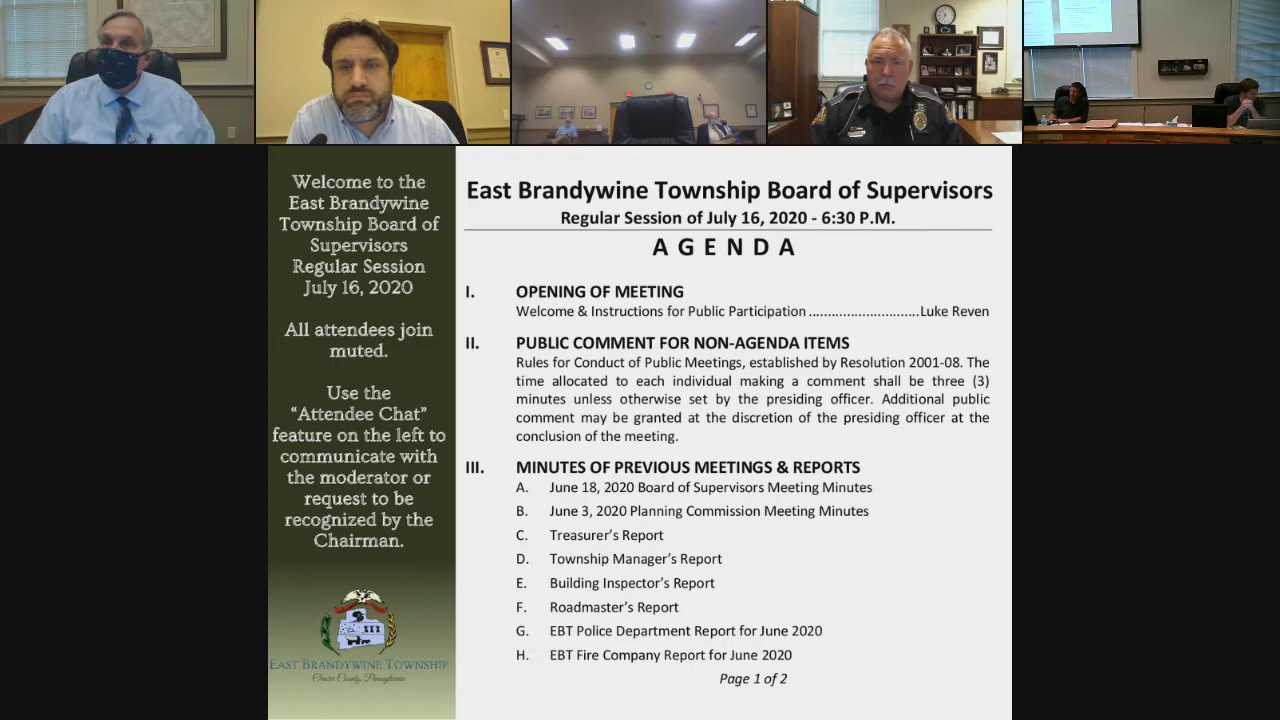 Welcome to the
East Brandywine
Township Board of
Supervisors
Regular Session
July 16, 2020
All attendees join
muted.
Use the
“Attendee Chat”
feature on the left to
communicate with
the moderator or
request to be
recognized by the
Chairman.
EAST BRANDYWINE TOWNSHIP
Chester County, Pennsylvania
East Brandywine Township Board of Supervisors
Regular Session of July 16, 2020 - 6:30 P.M.
A G E N D A
I. OPENING OF MEETING
Welcome & Instructions for Public Participation ............................Luke Reven
II. PUBLIC COMMENT FOR NON-AGENDA ITEMS
Rules for Conduct of Public Meetings, established by Resolution 2001-08. The
time allocated to each individual making a comment shall be three (3)
minutes unless otherwise set by the presiding officer. Additional public
comment may be granted at the discretion of the presiding officer at the
conclusion of the meeting.
III. MINUTES OF PREVIOUS MEETINGS & REPORTS
A. June 18, 2020 Board of Supervisors Meeting Minutes
B. June 3, 2020 Planning Commission Meeting Minutes
C. Treasurer’s Report
D. Township Manager’s Report
E. Building Inspector’s Report
F. Roadmaster’s Report
G. EBT Police Department Report for June 2020
H. EBT Fire Company Report for June 2020
Page 1 of 2